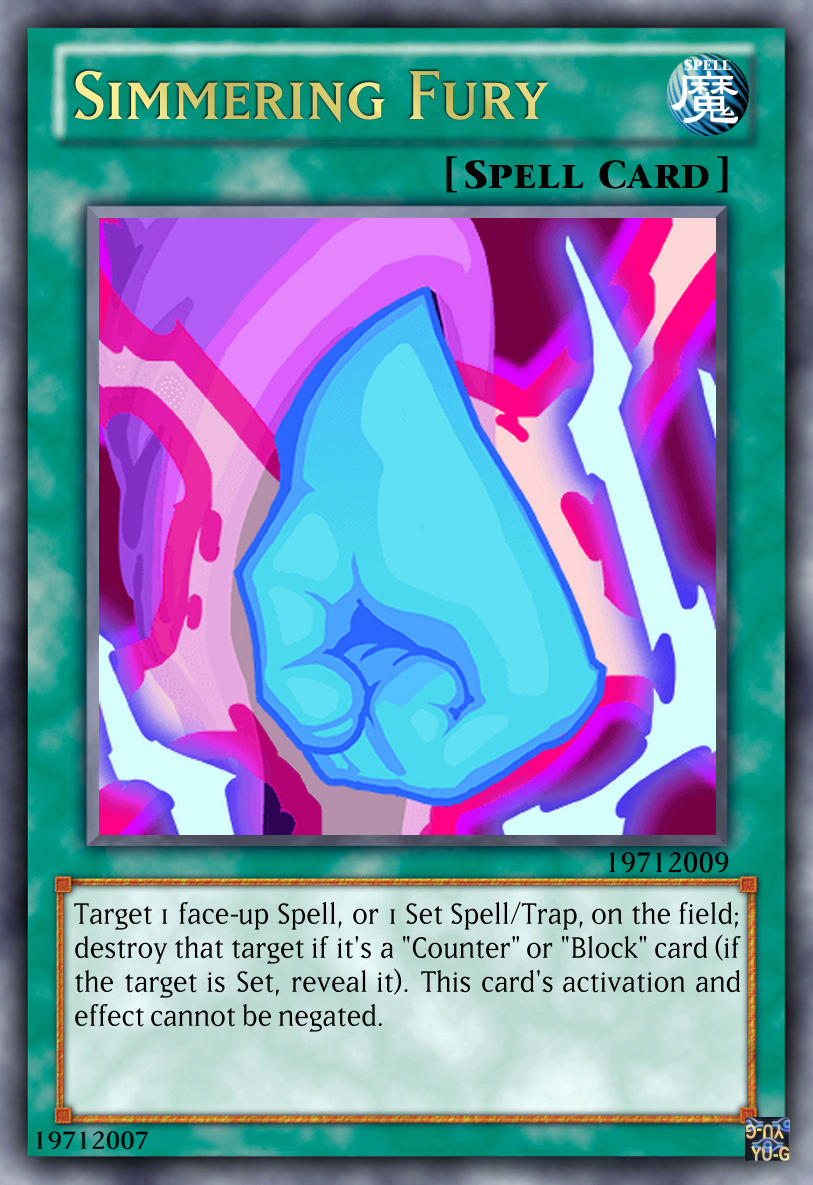 Simmering Fury
SPELL
魔
[Spell Card]
19712009
Target 1 face-up Spell, or 1 Set Spell/Trap, on the field;
destroy that target if it's a "Counter" or "Block" card (if
the target is Set, reveal it). This card's activation and
effect cannot be negated.
19712007
YU-G
YU-G